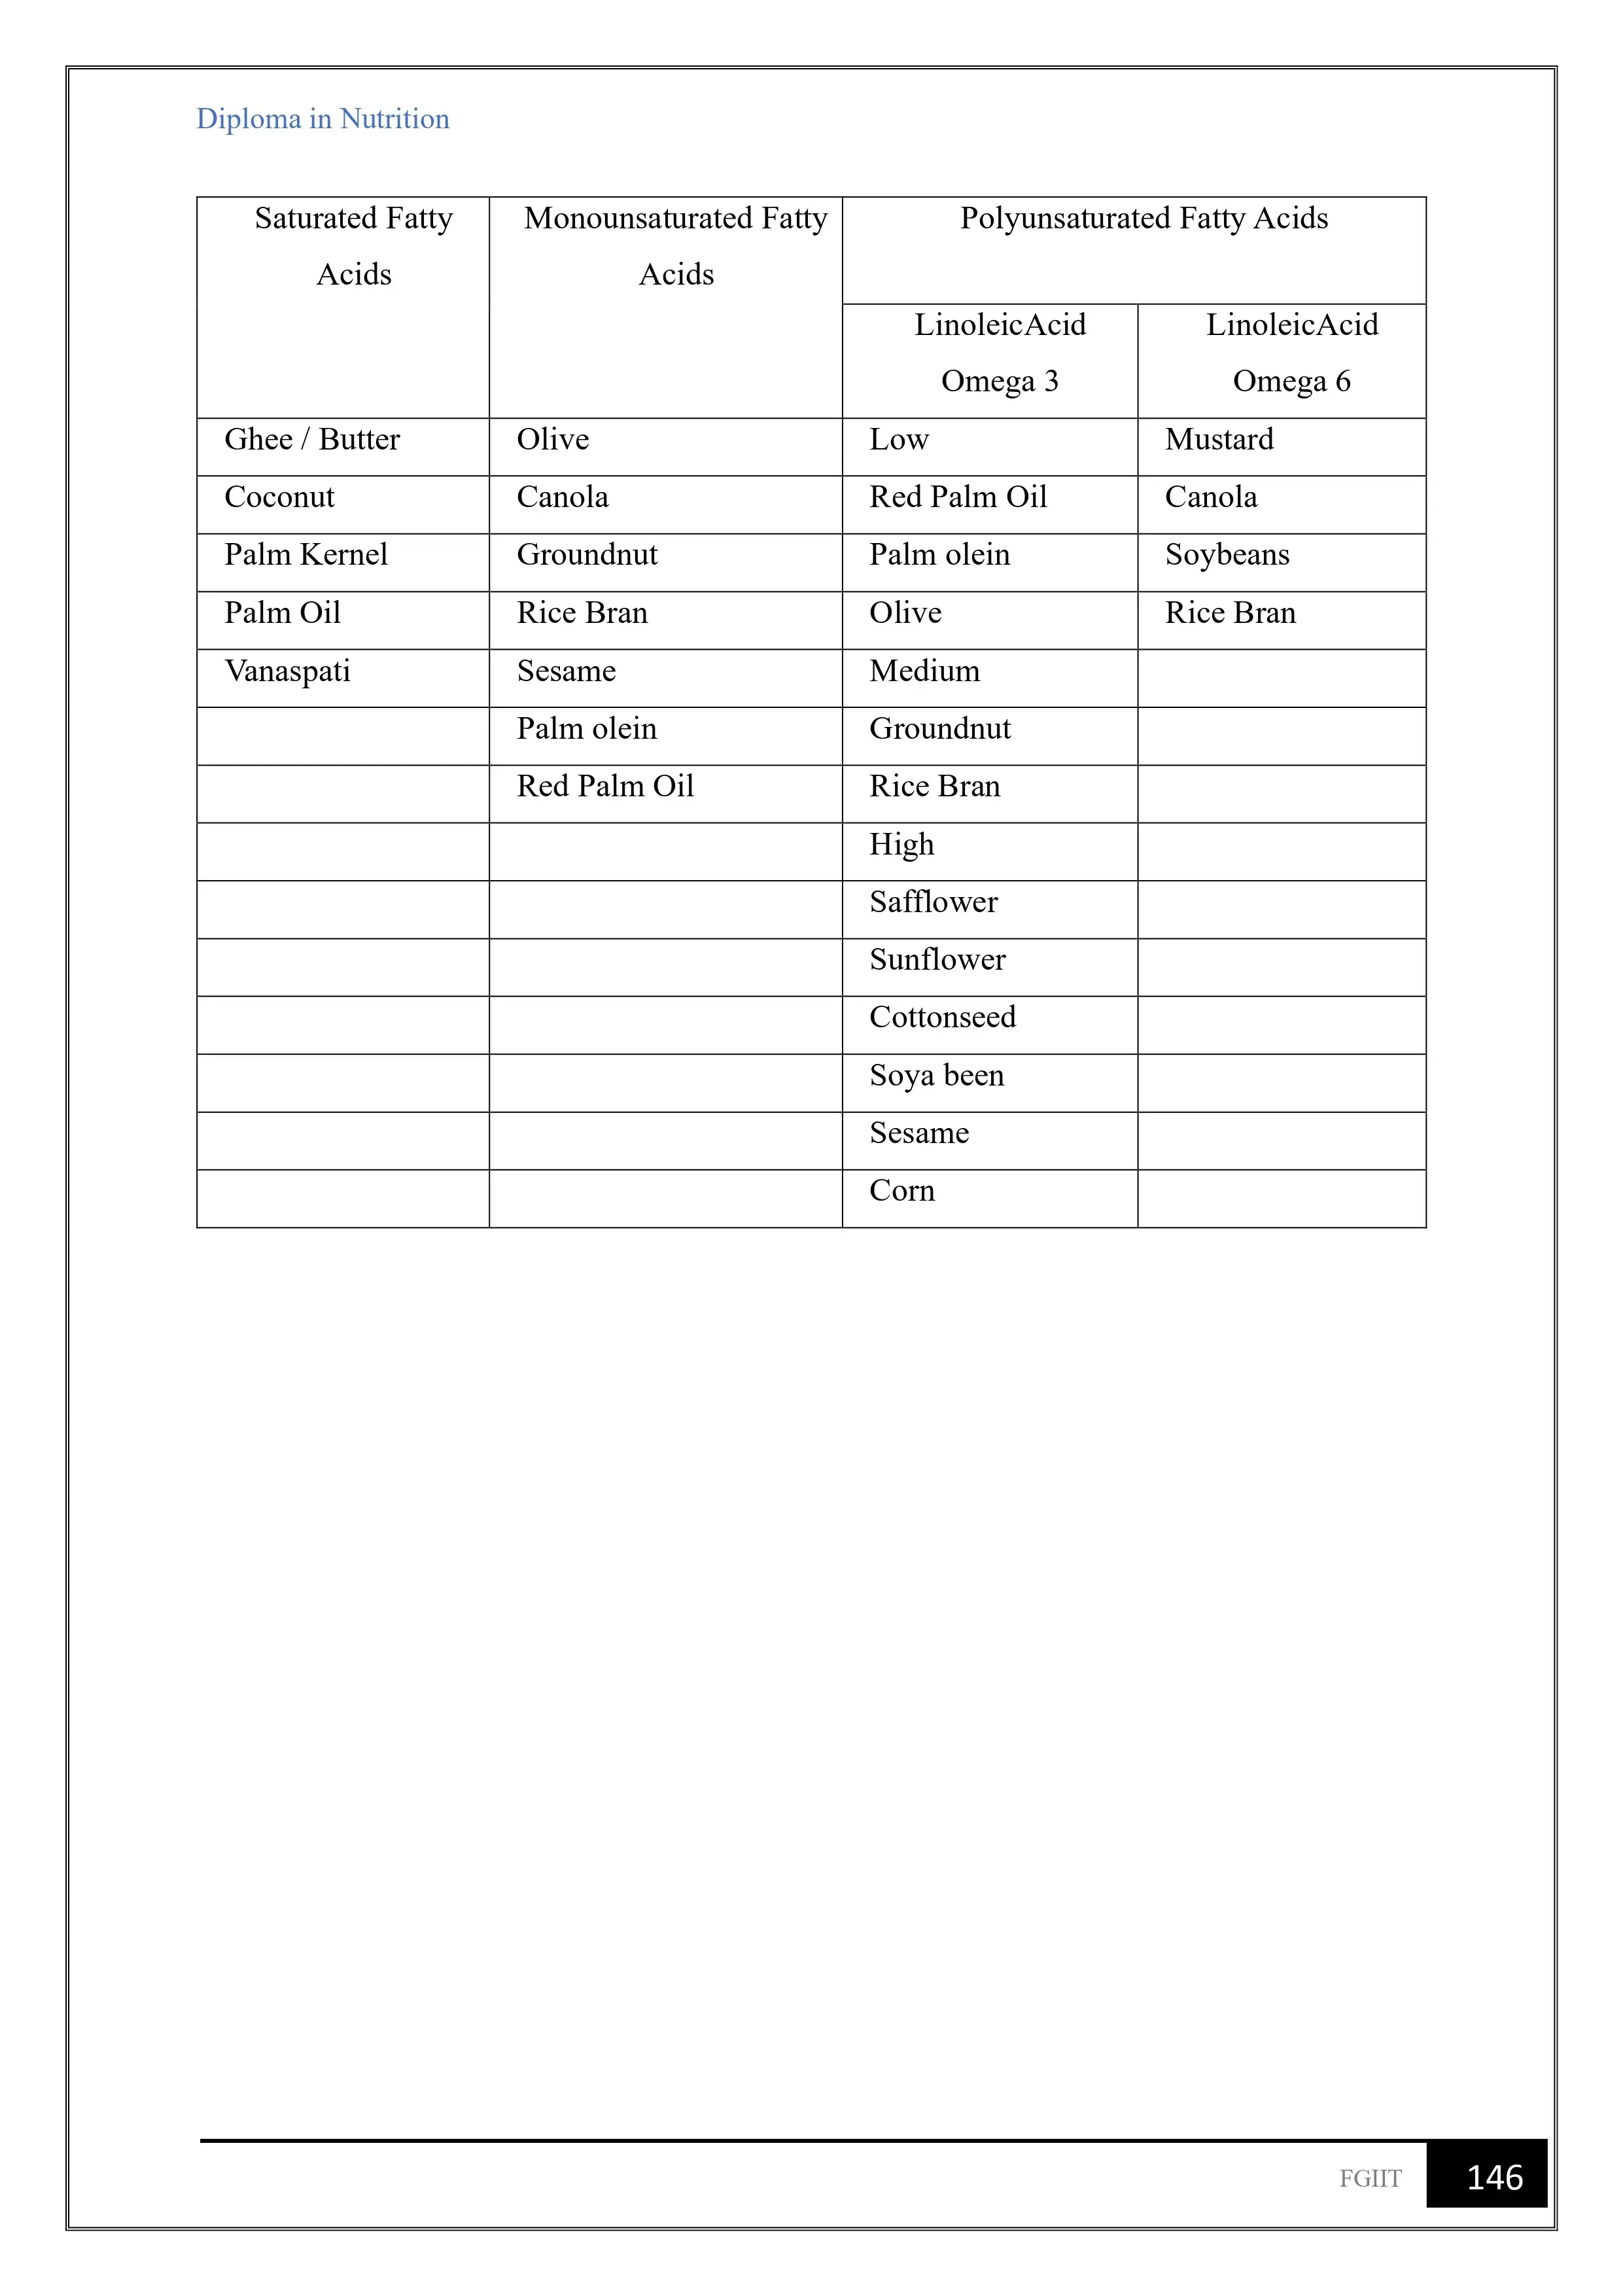 Diploma in Nutrition
Saturated Fatty Acids | Monounsaturated Fatty Acids | Polyunsaturated Fatty Acids
LinoleicAcid Omega 3 | LinoleicAcid Omega 6
Ghee / Butter | Olive | Low | Mustard
Coconut | Canola | Red Palm Oil | Canola
Palm Kernel | Groundnut | Palm olein | Soybeans
Palm Oil | Rice Bran | Olive | Rice Bran
Vanaspati | Sesame | Medium
Palm olein | Groundnut
Red Palm Oil | Rice Bran
High
Safflower
Sunflower
Cottonseed
Soya been
Sesame
Corn
FGIIT 146